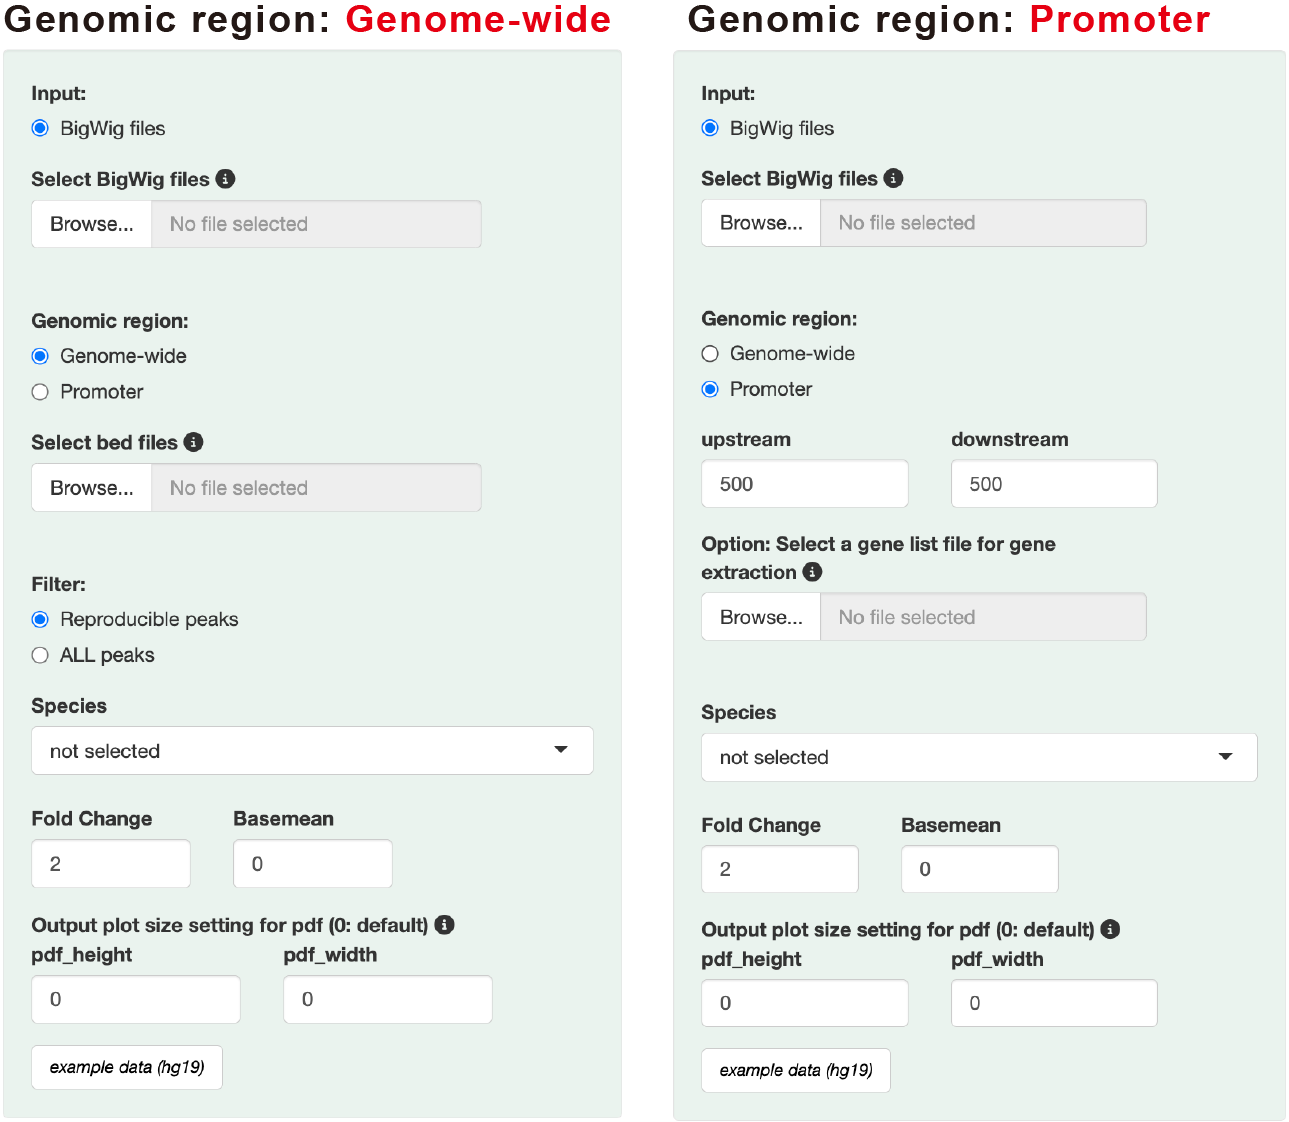 Genomic region: Genome-wide
Input:
BigWig files
Select BigWig files
Browse... No file selected
Genomic region:
Genome-wide
Promoter
Select bed files
Browse... No file selected
Filter:
Reproducible peaks
ALL peaks
Species
not selected
Fold Change Basemean
2 0
Output plot size setting for pdf (0: default)
pdf_height pdf_width
0 0
example data (hg19)
Genomic region: Promoter
Input:
BigWig files
Select BigWig files
Browse... No file selected
Genomic region:
Genome-wide
Promoter
upstream downstream
500 500
Option: Select a gene list file for gene
extraction
Browse... No file selected
Species
not selected
Fold Change Basemean
2 0
Output plot size setting for pdf (0: default)
pdf_height pdf_width
0 0
example data (hg19)